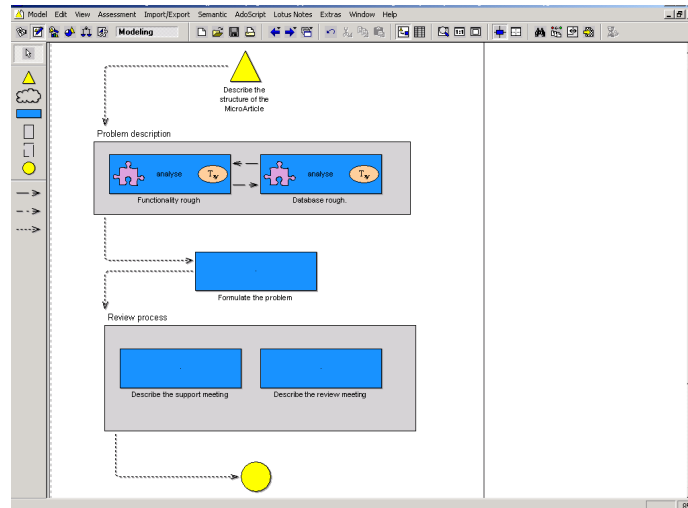 Model Edit View Assessment Import/Export Semantic AdoScript Lotus Notes Extras Window Help
Modeling
Describe the
structure of the
MicroArticle
Problem description
analyse
analyse
Functionality rough
Database rough.
Formulate the problem
Review process
Describe the support meeting
Describe the review meeting